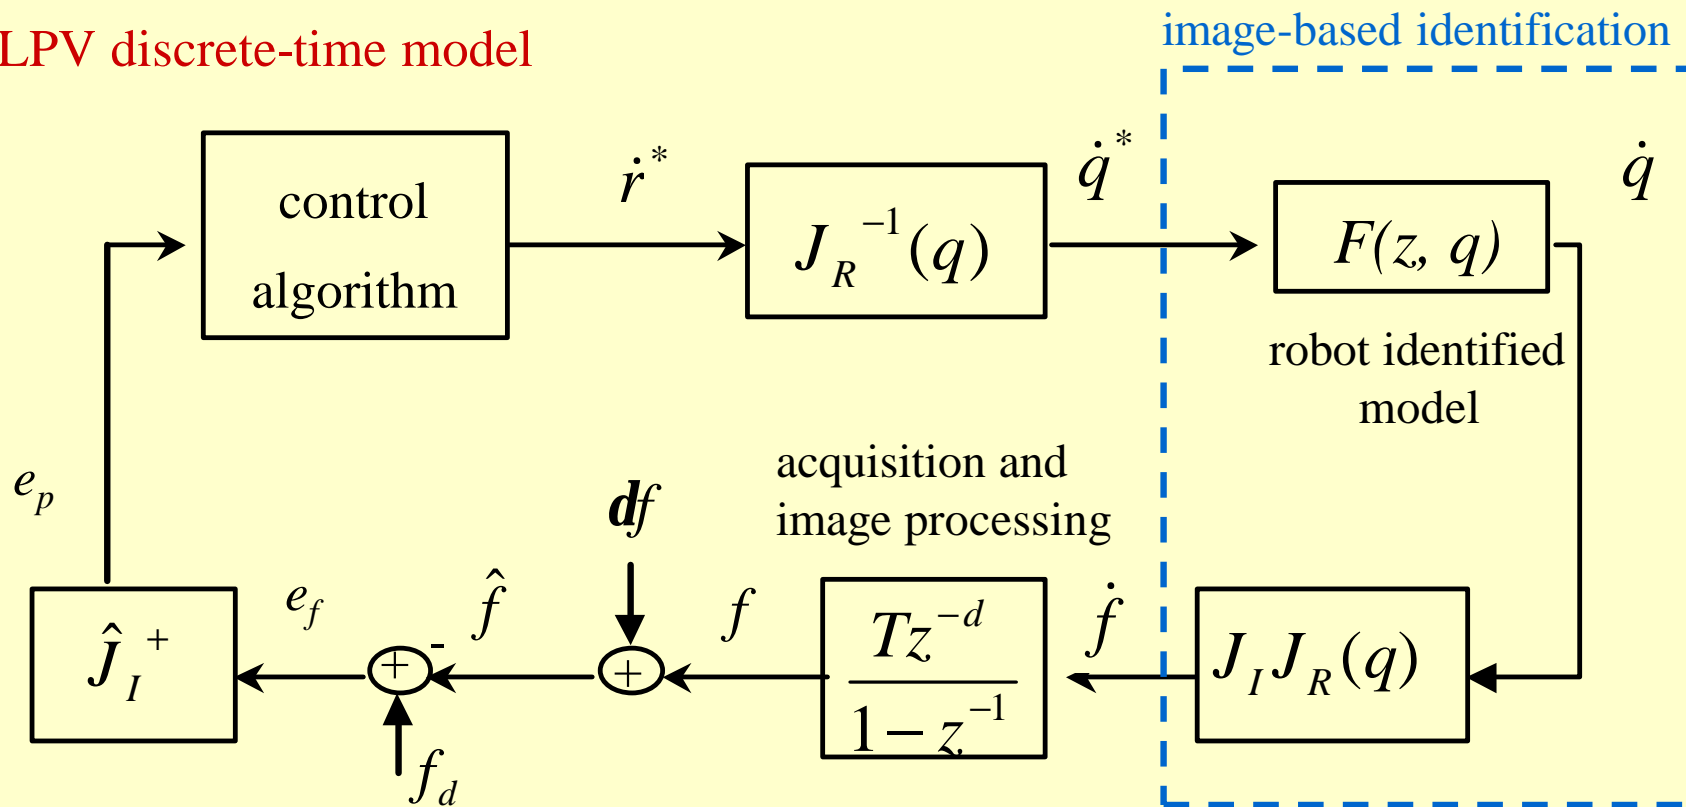 LPV discrete-time model
image-based identification
control
algorithm
ṙ*
J_R^{-1}(q)
q̇*
F(z, q)
q̇
robot identified
model
acquisition and
image processing
e_p
df
Ĵ_I^+
e_f
-
f̂
f
Tz^{-d}
1 − z^{-1}
ḟ
J_I J_R(q)
+
+
f_d